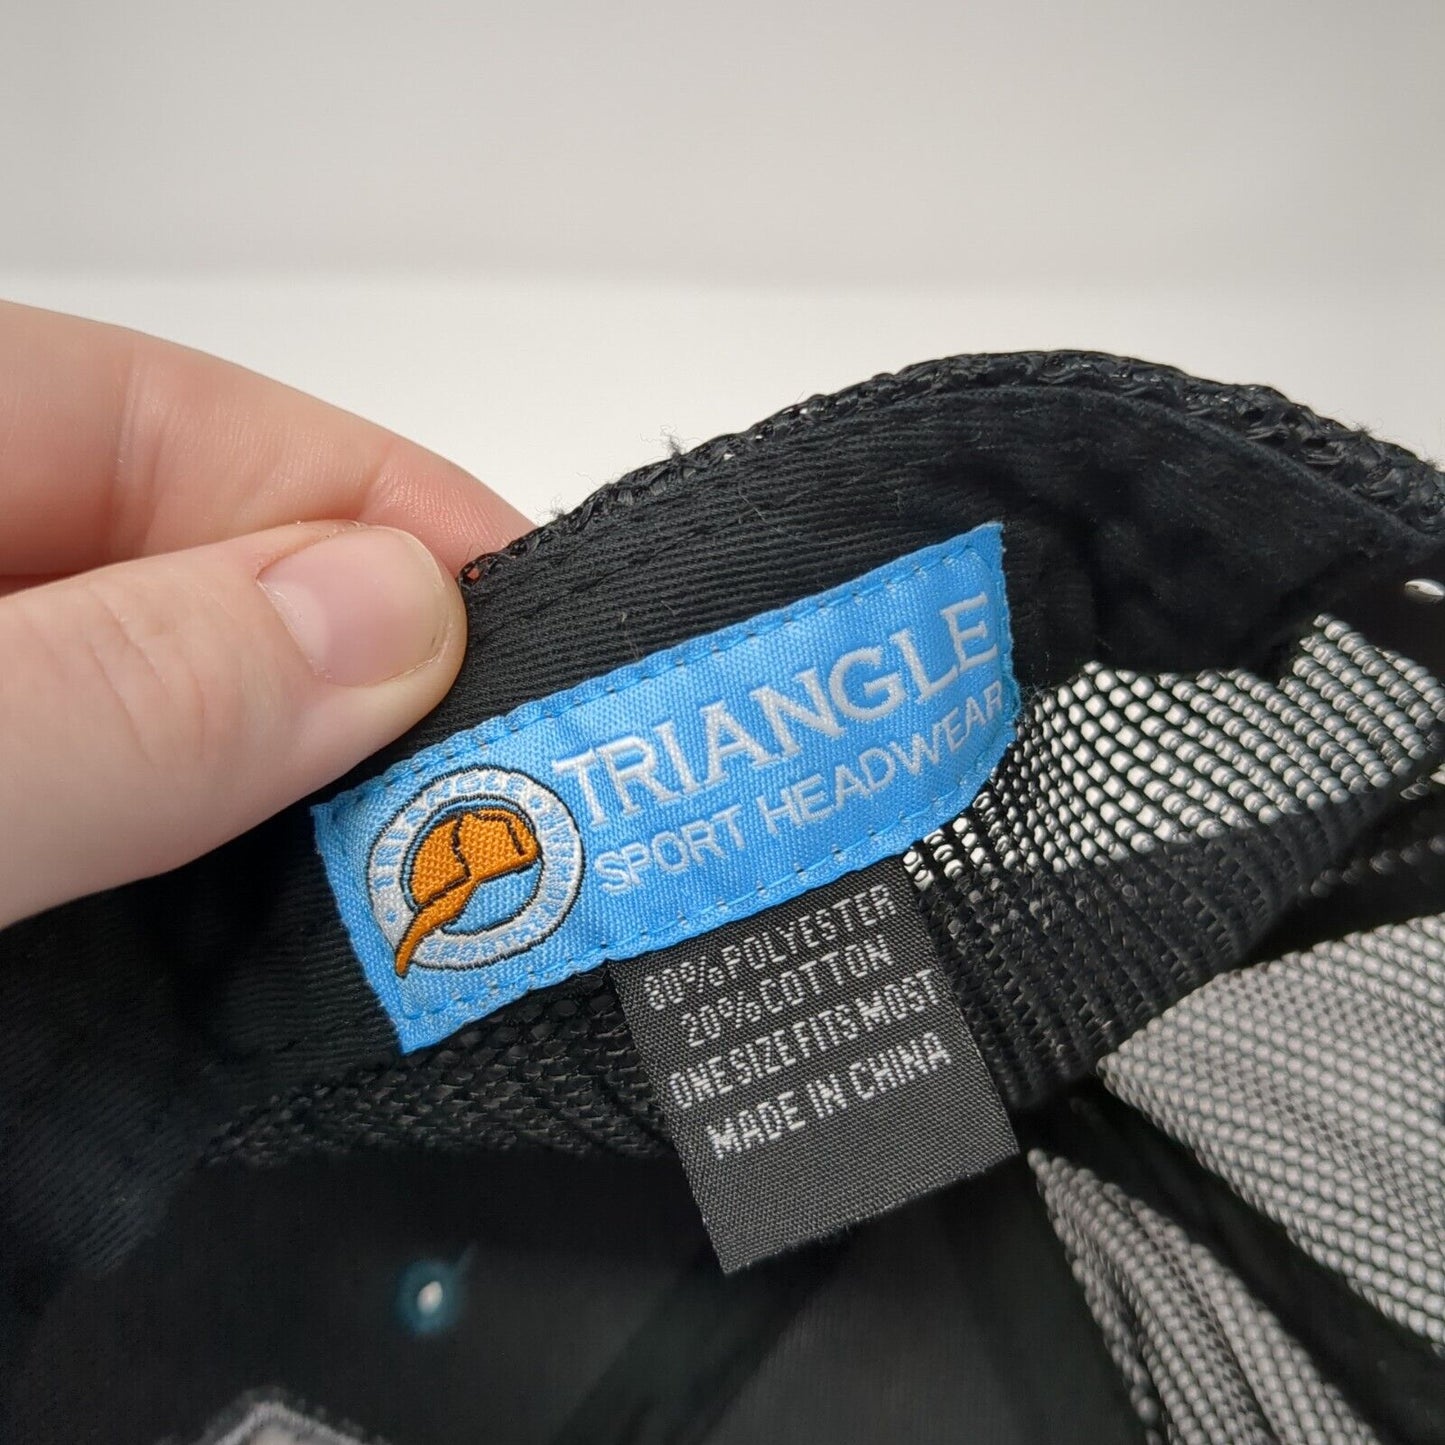 TRIANGLE
SPORT HEADWEAR
80% POLYESTER
20% COTTON
ONE SIZE FITS MOST
MADE IN CHINA